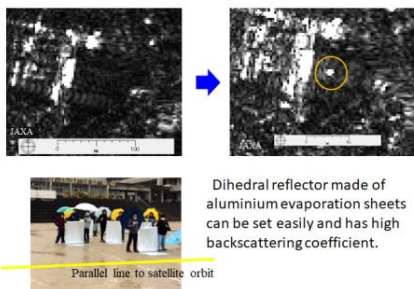 JAXA
0 100
m
JAXA
Dihedral reflector made of
aluminium evaporation sheets
can be set easily and has high
backscattering coefficient.
Parallel line to satellite orbit